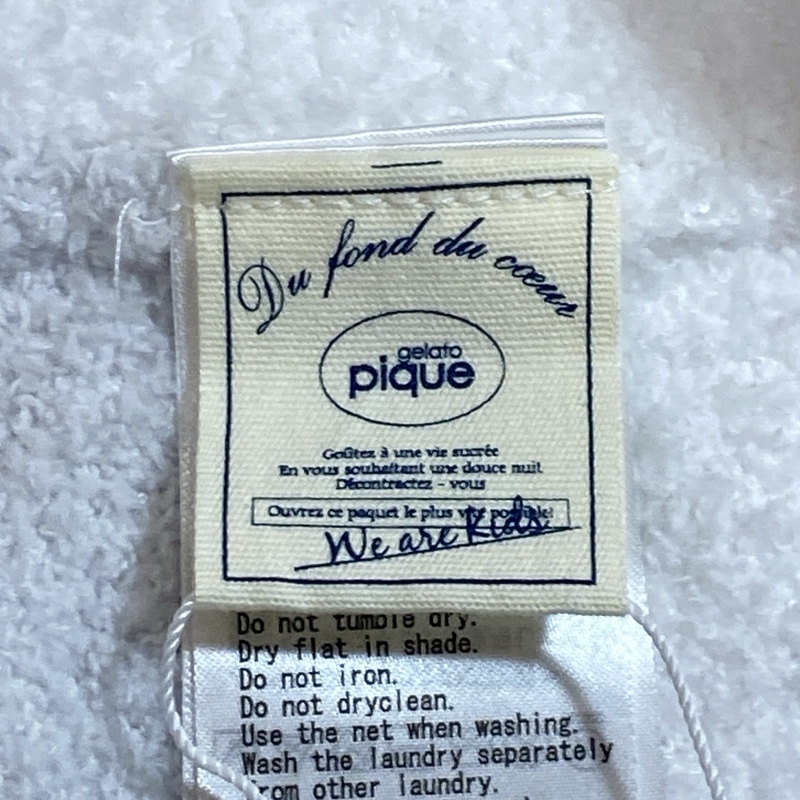 Du fond du cœur
gelato
pique
Goûtez à une vie sucrée
En vous souhaitant une douce nuit
Décontractez - vous
Ouvrez ce paquet le plus vite possible!
We are Kids
Do not tumble dry.
Dry flat in shade.
Do not iron.
Do not dryclean.
Use the net when washing.
Wash the laundry separately
from other laundry.